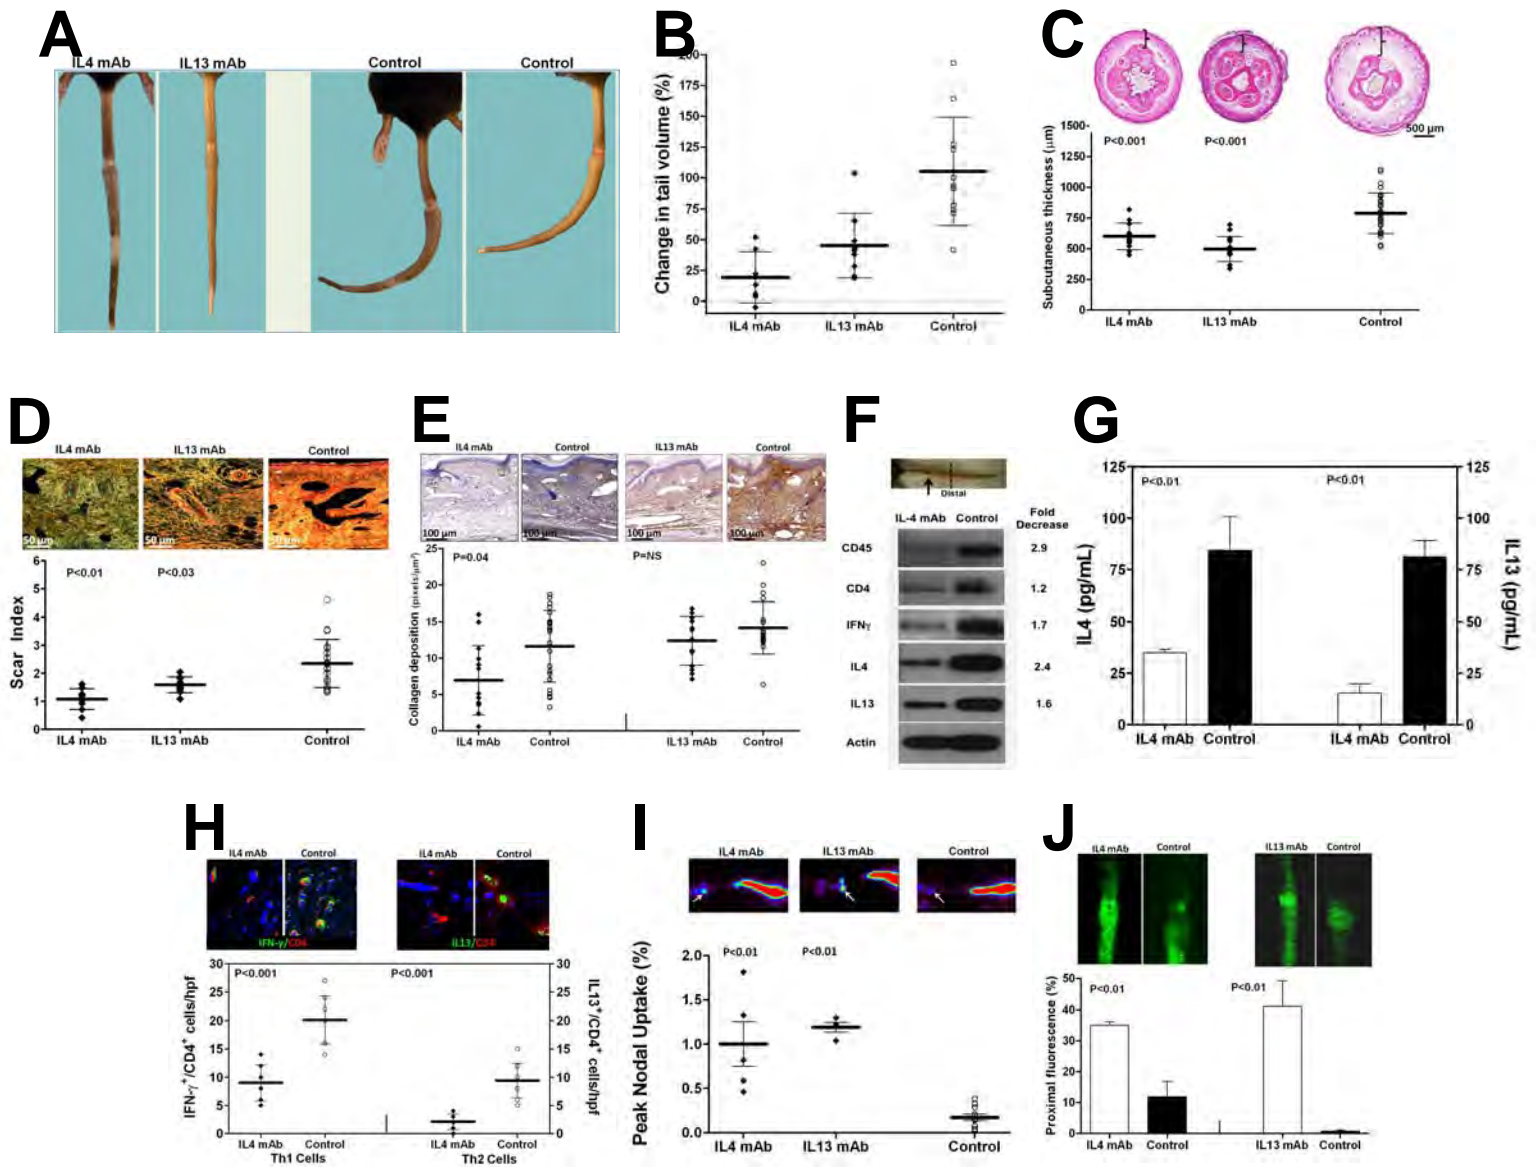 A
IL4 mAb
IL13 mAb
Control
Control
B
Change in tail volume (%)
200
175
150
125
100
75
50
25
0
IL4 mAb
IL13 mAb
Control
C
500 µm
Subcutaneous thickness (µm)
P<0.001
P<0.001
1500
1250
1000
750
500
250
0
IL4 mAb
IL13 mAb
Control
D
IL4 mAb
IL13 mAb
Control
50 µm
50 µm
50 µm
Scar Index
P<0.01
P<0.03
6
5
4
3
2
1
0
IL4 mAb
IL13 mAb
Control
E
IL4 mAb
Control
IL13 mAb
Control
100 µm
100 µm
100 µm
100 µm
Collagen deposition (pixels/µm²)
P=0.04
P=NS
25
20
15
10
5
0
IL4 mAb
Control
IL13 mAb
Control
F
Distal
IL-4 mAb
Control
Fold
Decrease
CD45
2.9
CD4
1.2
IFNγ
1.7
IL4
2.4
IL13
1.6
Actin
G
IL4 (pg/mL)
IL13 (pg/mL)
P<0.01
P<0.01
125
100
75
50
25
0
125
100
75
50
25
0
IL4 mAb
Control
IL4 mAb
Control
H
IL4 mAb
Control
IL4 mAb
Control
IFN-γ/CD4
IL13/CD4
IFN-γ⁺/CD4⁺ cells/hpf
IL13⁺/CD4⁺ cells/hpf
P<0.001
P<0.001
30
25
20
15
10
5
0
30
25
20
15
10
5
0
IL4 mAb
Control
IL4 mAb
Control
Th1 Cells
Th2 Cells
I
IL4 mAb
IL13 mAb
Control
Peak Nodal Uptake (%)
P<0.01
P<0.01
2.0
1.5
1.0
0.5
0.0
IL4 mAb
IL13 mAb
Control
J
IL4 mAb
Control
IL13 mAb
Control
Proximal fluorescence (%)
P<0.01
P<0.01
50
40
30
20
10
0
IL4 mAb
Control
IL13 mAb
Control